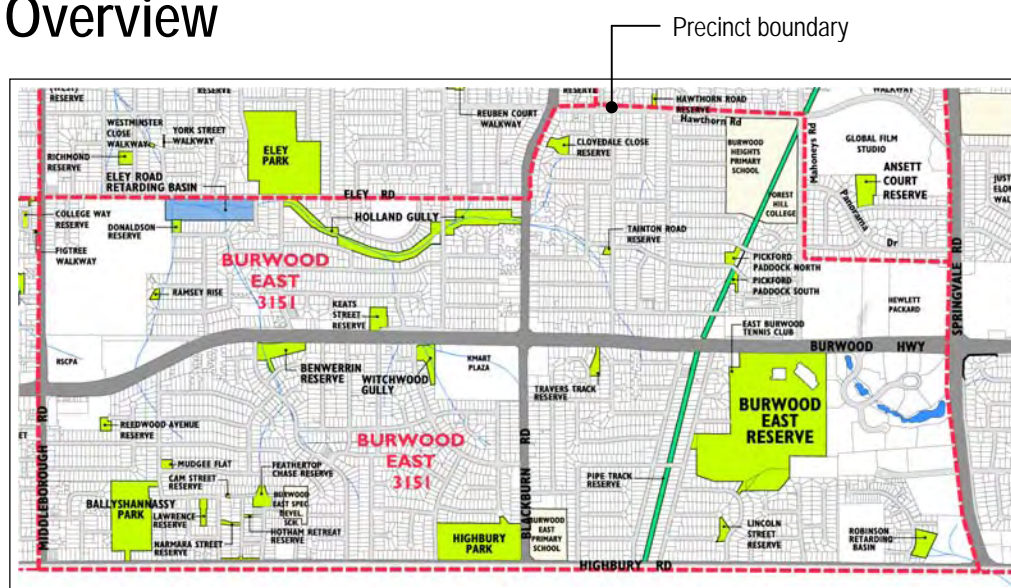 Overview
Precinct boundary
(WEST)
RESERVE
RESERVE
WESTMINSTER
CLOSE
WALKWAY
YORK STREET
WALKWAY
RICHMOND
RESERVE
ELEY ROAD
RETARDING BASIN
ELEY
PARK
REUBEN COURT
WALKWAY
HAWTHORN ROAD
RESERVE
Hawthorn Rd
WALKWAY
CLOVEDALE CLOSE
RESERVE
BURWOOD
HEIGHTS
PRIMARY
SCHOOL
Mahoneys Rd
GLOBAL FILM
STUDIO
ANSETT
COURT
RESERVE
FOREST
HILL
COLLEGE
Panorama
Dr
SPRINGVALE RD
ELEY RD
COLLEGE WAY
RESERVE
DONALDSON
RESERVE
HOLLAND GULLY
FIGTREE
WALKWAY
TAINTON ROAD
RESERVE
PICKFORD
PADDOCK NORTH
PICKFORD
PADDOCK SOUTH
BURWOOD
EAST
3151
RAMSEY RISE
KEATS
STREET
RESERVE
HEWLETT
PACKARD
EAST BURWOOD
TENNIS CLUB
BURWOOD HWY
RSCPA
BENWERRIN
RESERVE
WITCHWOOD
GULLY
KMART
PLAZA
TRAVERS TRACK
RESERVE
BURWOOD
EAST
RESERVE
MIDDLEBOROUGH RD
REEDWOOD AVENUE
RESERVE
BURWOOD
EAST
3151
BLACKBURN RD
MUDGEE FLAT
CAM STREET
RESERVE
FEATHERTOP
CHASE RESERVE
PIPE TRACK
RESERVE
BALLYSHANNASSY
PARK
LAWRENCE
RESERVE
BURWOOD
EAST SPEC.
DEVEL.
SCH.
HOTHAM RETREAT
RESERVE
NARMARA STREET
RESERVE
HIGHBURY
PARK
BURWOOD
EAST
PRIMARY
SCHOOL
LINCOLN
STREET
RESERVE
ROBINSON
RETARDING
BASIN
HIGHBURY RD